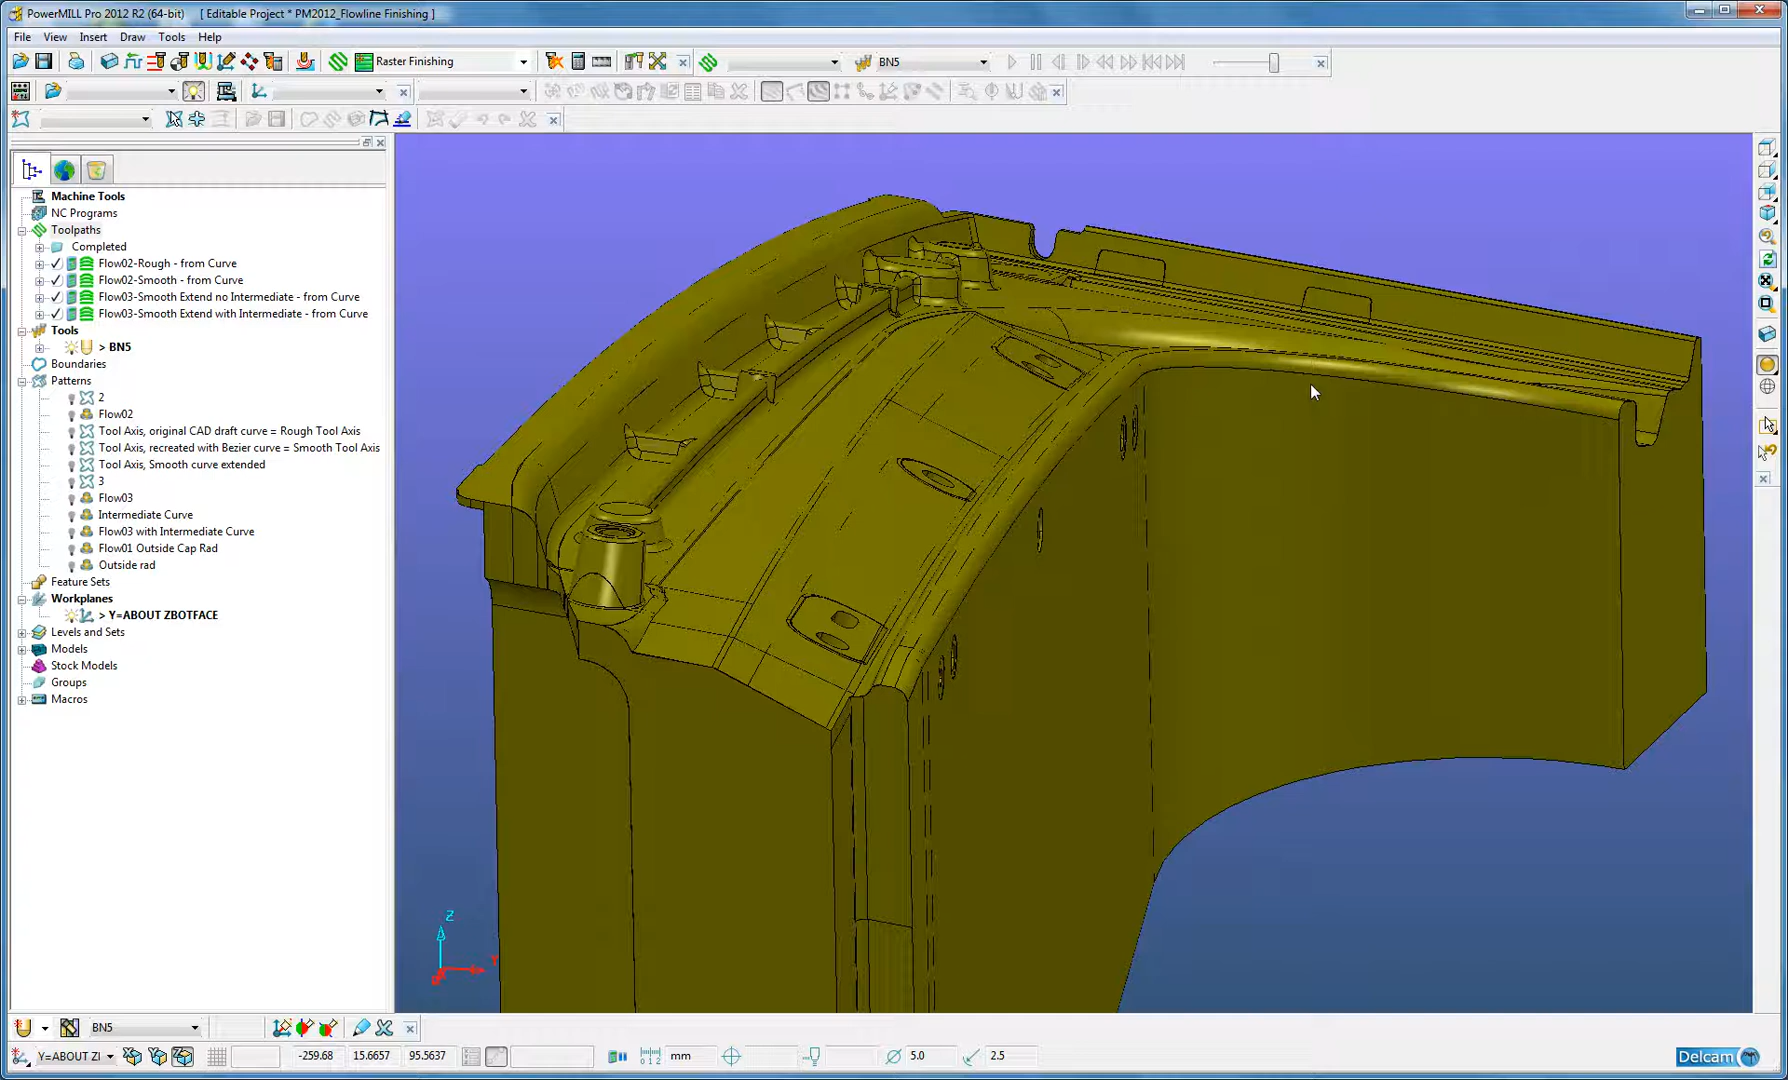 PowerMILL Pro 2012 R2 (64-bit) [ Editable Project * PM2012_Flowline Finishing ]
File View Insert Draw Tools Help
Raster Finishing BN5
Machine Tools
NC Programs
Toolpaths
Completed
Flow02-Rough - from Curve
Flow02-Smooth - from Curve
Flow03-Smooth Extend no Intermediate - from Curve
Flow03-Smooth Extend with Intermediate - from Curve
Tools
> BN5
Boundaries
Patterns
2
Flow02
Tool Axis, original CAD draft curve = Rough Tool Axis
Tool Axis, recreated with Bezier curve = Smooth Tool Axis
Tool Axis, Smooth curve extended
3
Flow03
Intermediate Curve
Flow03 with Intermediate Curve
Flow01 Outside Cap Rad
Outside rad
Feature Sets
Workplanes
> Y=ABOUT ZBOTFACE
Levels and Sets
Models
Stock Models
Groups
Macros
Z
Y
BN5
Y=ABOUT ZI -259.68 15.6657 95.5637 mm 5.0 2.5 Delcam